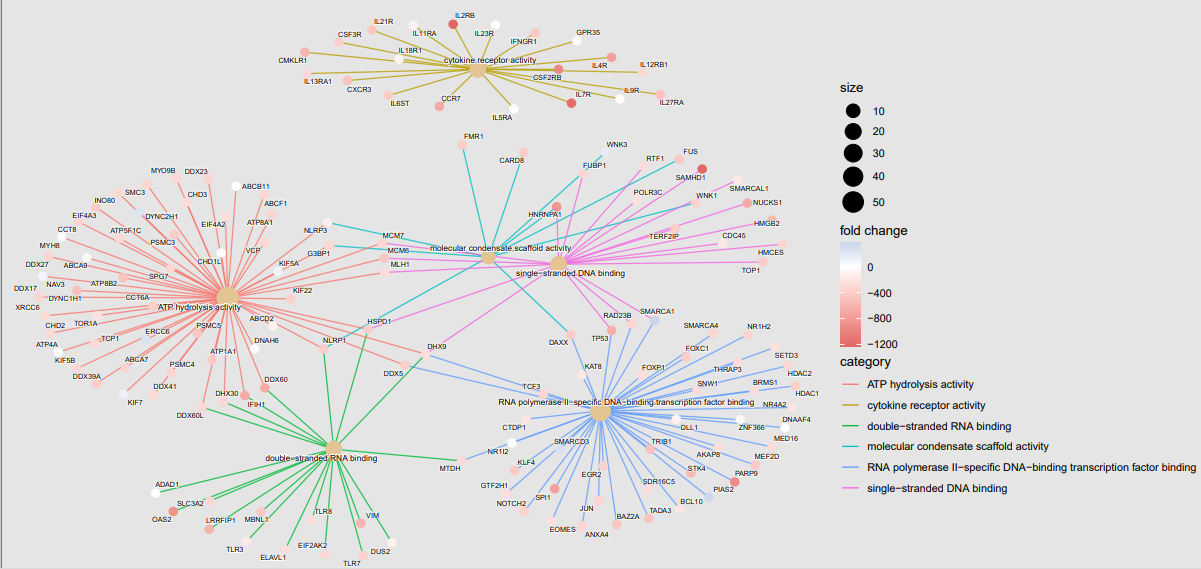 IL21R
IL11RA
IL2RB
IL23R
IFNGR1
GPR35
CSF3R
IL18R1
CMKLR1
cytokine receptor activity
IL4R
IL12RB1
IL13RA1
CXCR3
CSF2RB
IL6ST
CCR7
IL7R
IL9R
IL27RA
IL5RA
FMR1
CARD8
WNK3
FUBP1
RTF1
FUS
SAMHD1
SMARCAL1
POLR3C
WNK1
NUCKS1
HNRNPA1
HMGB2
TERF2IP
CDC45
HMCES
TOP1
molecular condensate scaffold activity
single-stranded DNA binding
MYO9B
DDX23
SMC3
CHD3
ABCB11
INO80
ABCF1
EIF4A3
DYNC2H1
EIF4A2
ATP8A1
CCT8
ATP5F1C
PSMC3
NLRP3
MCM7
MYH8
CHD1L
VCP
G3BP1
MCM6
DDX27
ABCA9
KIF5A
MLH1
SPG7
DDX17
NAV3
ATP8B2
DYNC1H1
CCT6A
KIF22
XRCC6
ATP hydrolysis activity
CHD2
TOR1A
ERCC6
PSMC5
ABCD2
HSPD1
ATP4A
TCP1
DNAH6
NLRP1
DHX9
KIF5B
ABCA7
ATP1A1
DDX5
DDX39A
PSMC4
DDX41
DHX30
DDX60
KIF7
IFIH1
DDX60L
RAD23B
SMARCA1
DAXX
TP53
SMARCA4
NR1H2
FOXC1
SETD3
KAT8
FOXP1
THRAP3
HDAC2
TCF3
SNW1
BRMS1
HDAC1
RNA polymerase II-specific DNA-binding transcription factor binding
NR4A2
CTDP1
DLL1
ZNF366
DNAAF4
NR1I2
SMARCD3
TRIB1
MED16
MTDH
KLF4
AKAP8
MEF2D
GTF2H1
EGR2
STK4
PARP9
SPI1
SDR16C5
PIAS2
NOTCH2
JUN
BCL10
BAZ2A
TADA3
EOMES
ANXA4
double-stranded RNA binding
ADAD1
SLC3A2
OAS2
LRRFIP1
MBNL1
TLR8
VIM
TLR3
ELAVL1
EIF2AK2
TLR7
DUS2
size
10
20
30
40
50
fold change
0
−400
−800
−1200
category
ATP hydrolysis activity
cytokine receptor activity
double-stranded RNA binding
molecular condensate scaffold activity
RNA polymerase II-specific DNA-binding transcription factor binding
single-stranded DNA binding